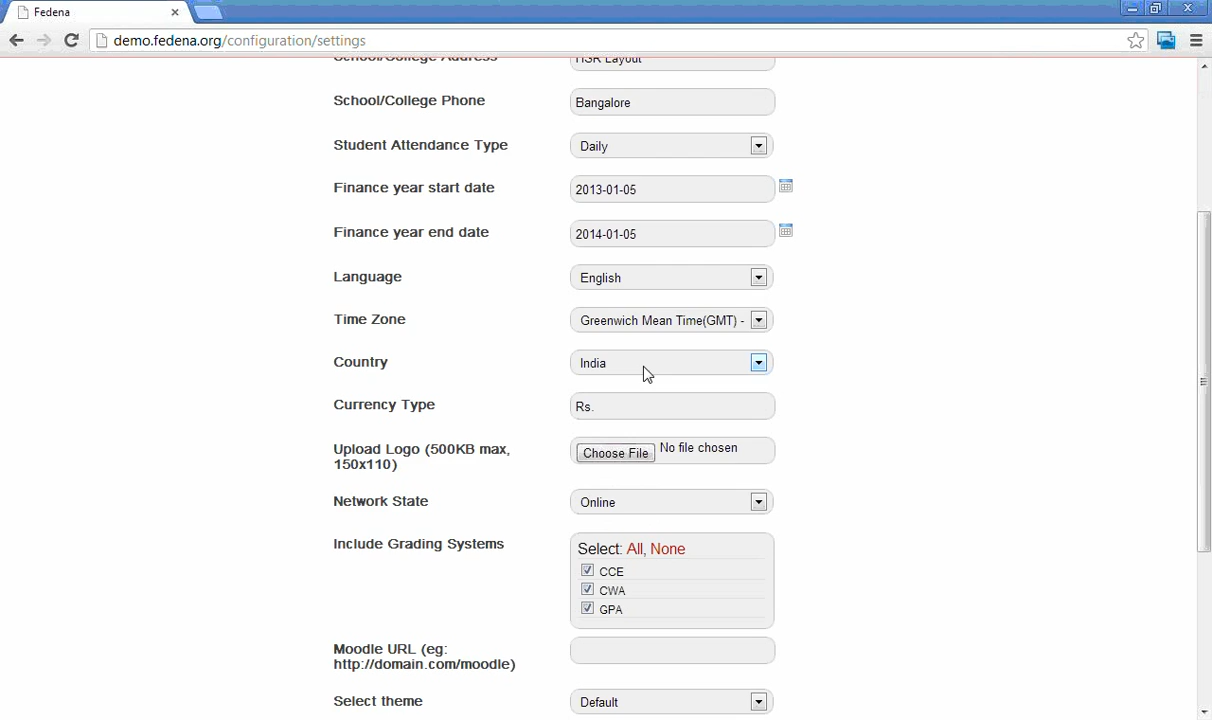 Fedena
demo.fedena.org/configuration/settings
School/College Address HSR Layout
School/College Phone Bangalore
Student Attendance Type Daily
Finance year start date 2013-01-05
Finance year end date 2014-01-05
Language English
Time Zone Greenwich Mean Time(GMT) -
Country India
Currency Type Rs.
Upload Logo (500KB max,
150x110) Choose File No file chosen
Network State Online
Include Grading Systems Select: All, None
CCE
CWA
GPA
Moodle URL (eg:
http://domain.com/moodle)
Select theme Default